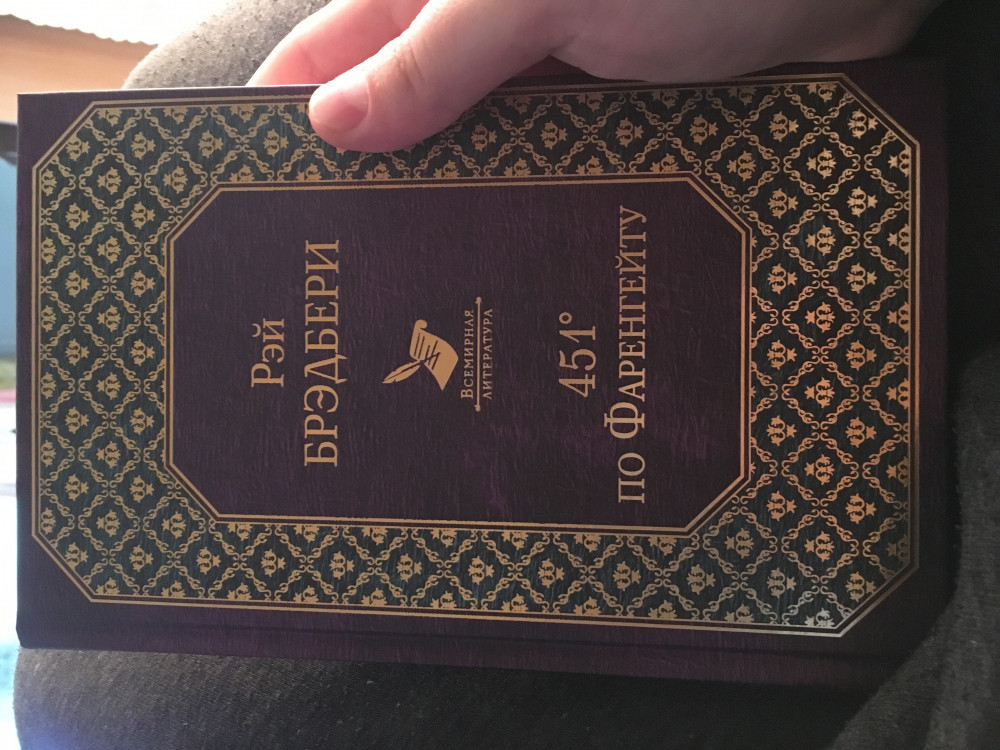 Рэй
БРЭДБЕРИ
Всемирная
литература
451°
по Фаренгейту